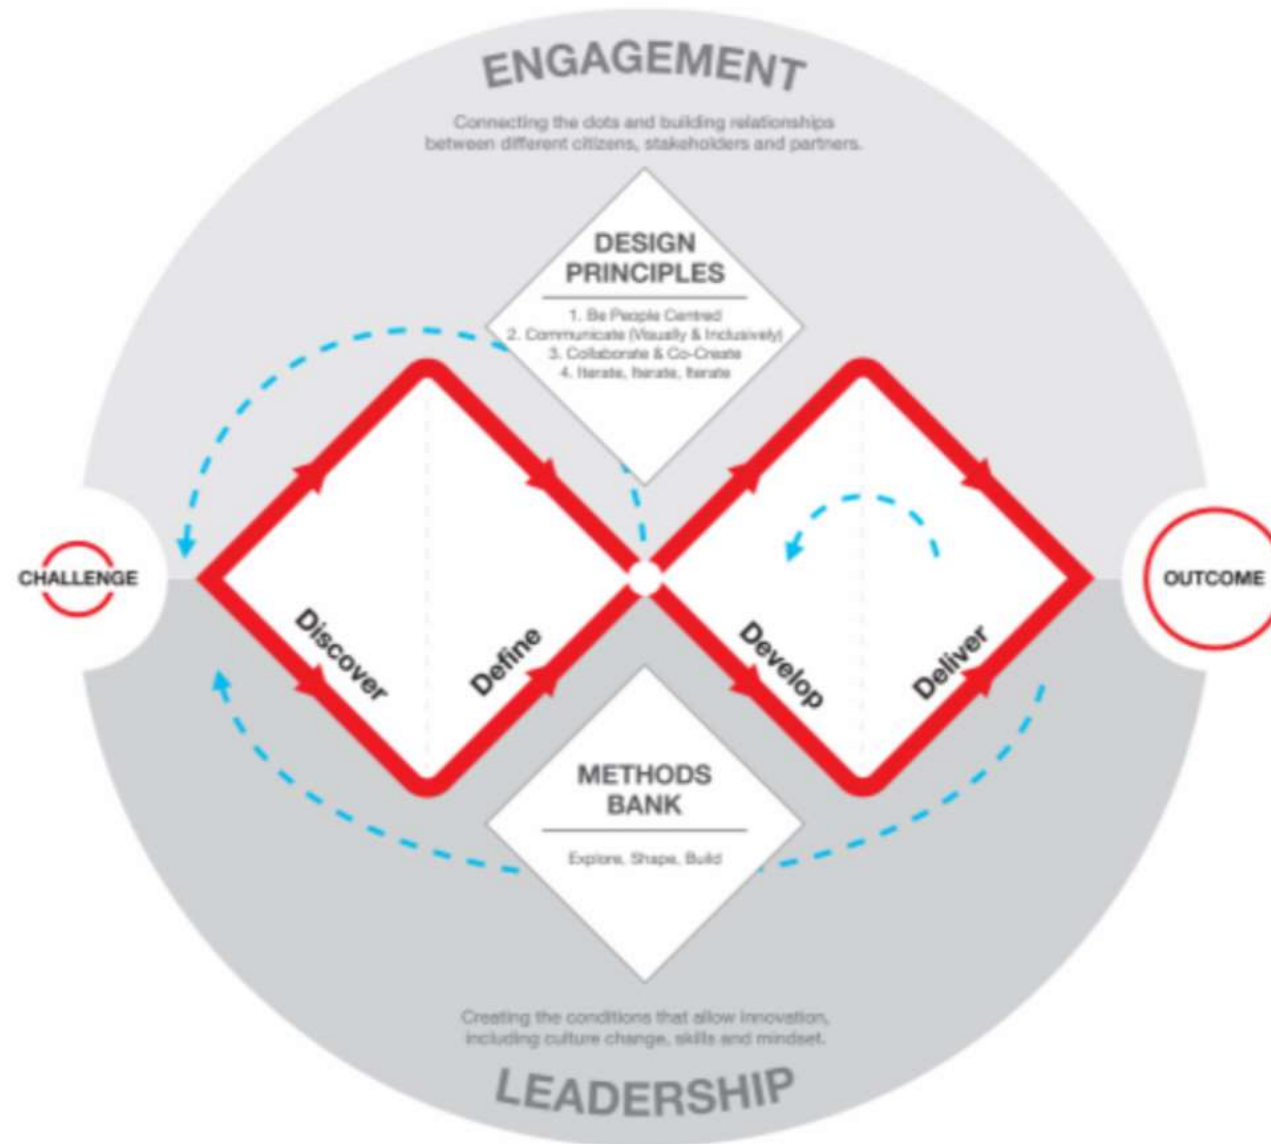 ENGAGEMENT
Connecting the dots and building relationships
between different citizens, stakeholders and partners.
DESIGN
PRINCIPLES
1. Be People Centred
2. Communicate (Visually & Inclusively)
3. Collaborate & Co-Create
4. Iterate, Iterate, Iterate
CHALLENGE
OUTCOME
Discover
Define
Develop
Deliver
METHODS
BANK
Explore, Shape, Build
Creating the conditions that allow innovation,
including culture change, skills and mindset.
LEADERSHIP